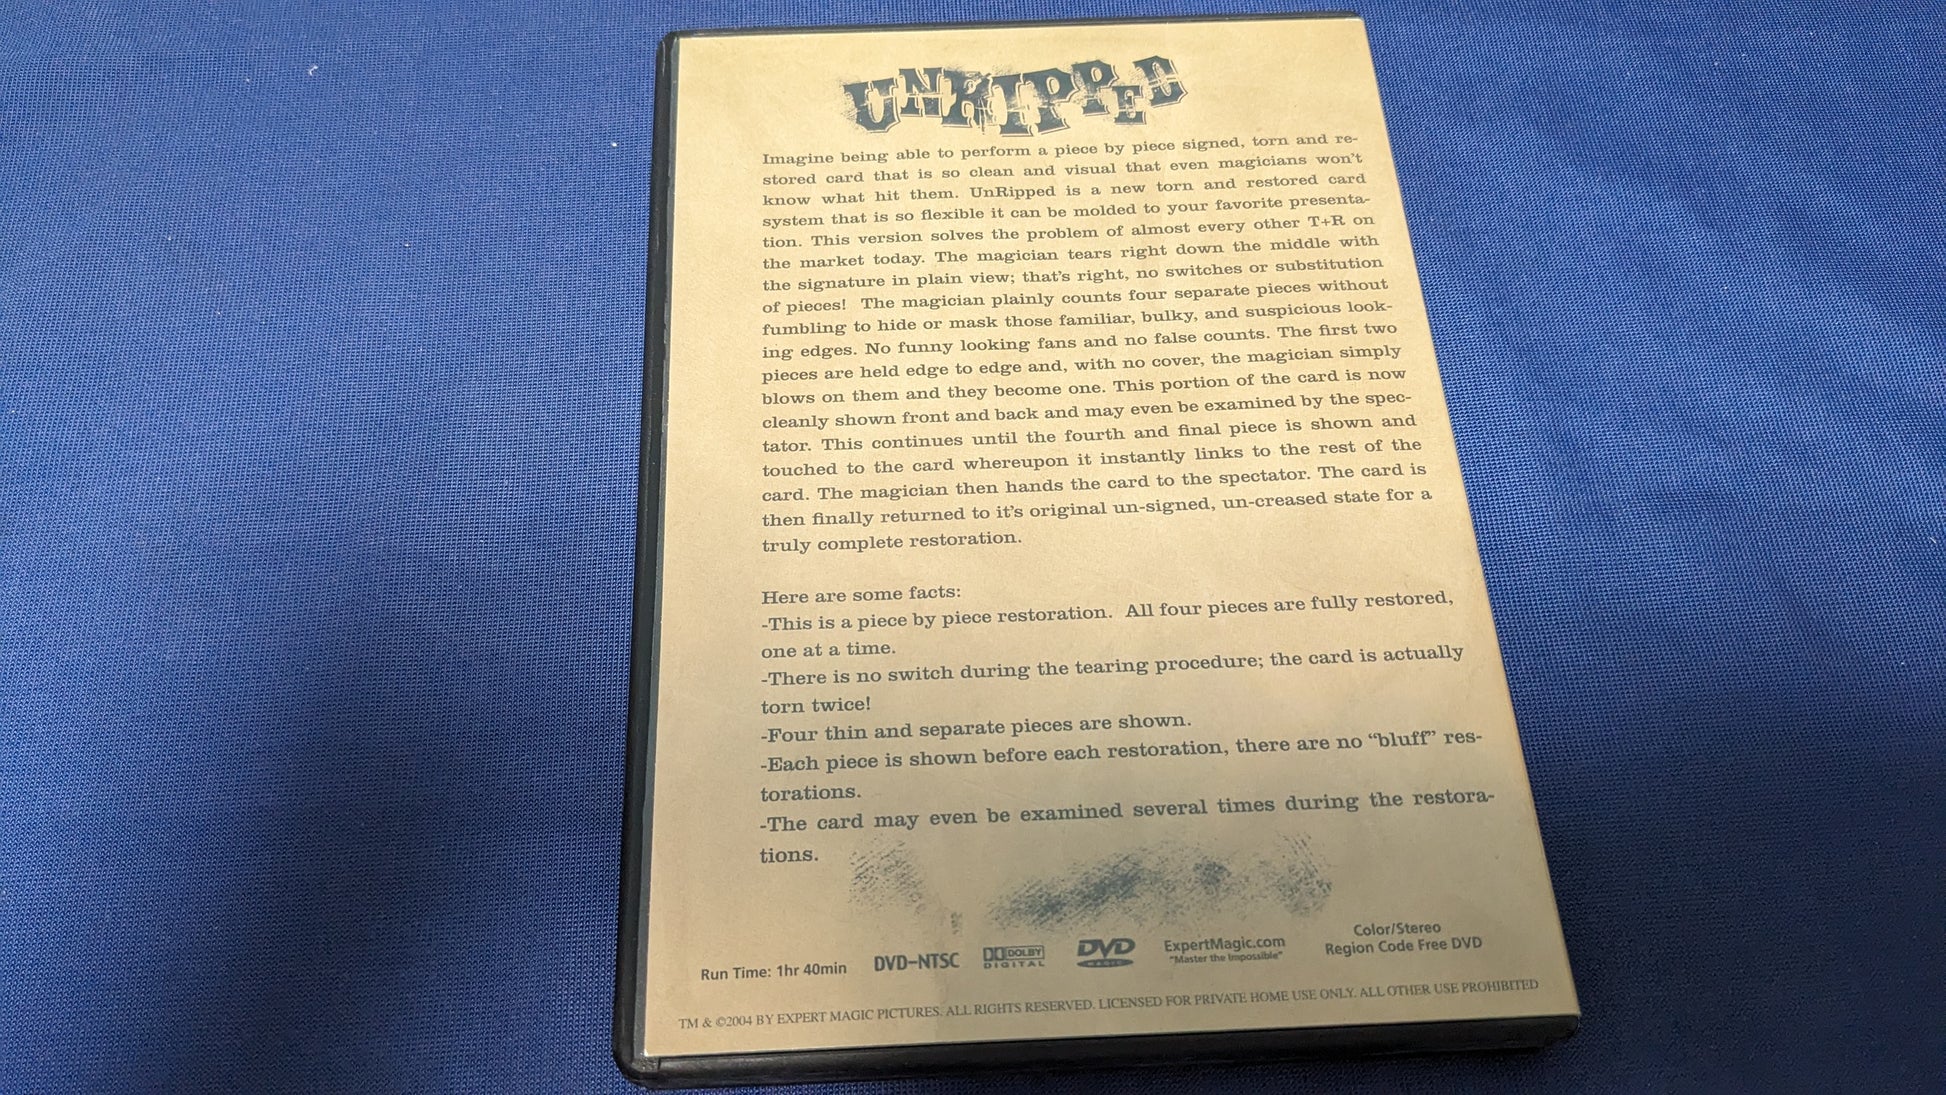 UNRIPPED
Imagine being able to perform a piece by piece signed, torn and re-
stored card that is so clean and visual that even magicians won't
know what hit them. UnRipped is a new torn and restored card
system that is so flexible it can be molded to your favorite presenta-
tion. This version solves the problem of almost every other T+R on
the market today. The magician tears right down the middle with
the signature in plain view; that's right, no switches or substitution
of pieces! The magician plainly counts four separate pieces without
fumbling to hide or mask those familiar, bulky, and suspicious look-
ing edges. No funny looking fans and no false counts. The first two
pieces are held edge to edge and, with no cover, the magician simply
blows on them and they become one. This portion of the card is now
cleanly shown front and back and may even be examined by the spec-
tator. This continues until the fourth and final piece is shown and
touched to the card whereupon it instantly links to the rest of the
card. The magician then hands the card to the spectator. The card is
then finally returned to it's original un-signed, un-creased state for a
truly complete restoration.
Here are some facts:
-This is a piece by piece restoration. All four pieces are fully restored,
one at a time.
-There is no switch during the tearing procedure; the card is actually
torn twice!
-Four thin and separate pieces are shown.
-Each piece is shown before each restoration, there are no "bluff" res-
torations.
-The card may even be examined several times during the restora-
tions.
Run Time: 1hr 40min
DVD-NTSC
DOLBY
DIGITAL
DVD
MAGIC
ExpertMagic.com
"Master the Impossible"
Color/Stereo
Region Code Free DVD
TM & ©2004 BY EXPERT MAGIC PICTURES. ALL RIGHTS RESERVED. LICENSED FOR PRIVATE HOME USE ONLY. ALL OTHER USE PROHIBITED